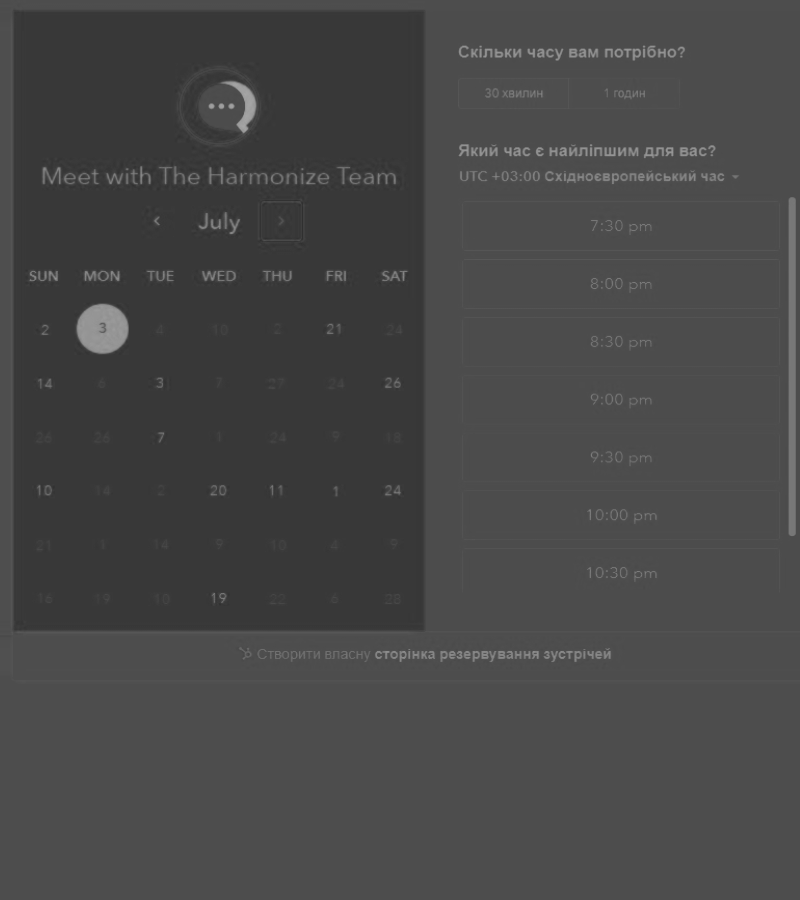 Meet with The Harmonize Team
July
SUN MON TUE WED THU FRI SAT
2 3 10 2 21 24
14 6 3 7 27 24 26
26 26 7 1 24 9 18
10 14 2 20 11 1 24
21 14 9 10 4 9
16 19 10 19 22 6 28
Скільки часу вам потрібно?
30 хвилин 1 годин
Який час є найліпшим для вас?
UTC +03:00 Східноєвропейський час
7:30 pm
8:00 pm
8:30 pm
9:00 pm
9:30 pm
10:00 pm
10:30 pm
Створити власну сторінка резервування зустрічей